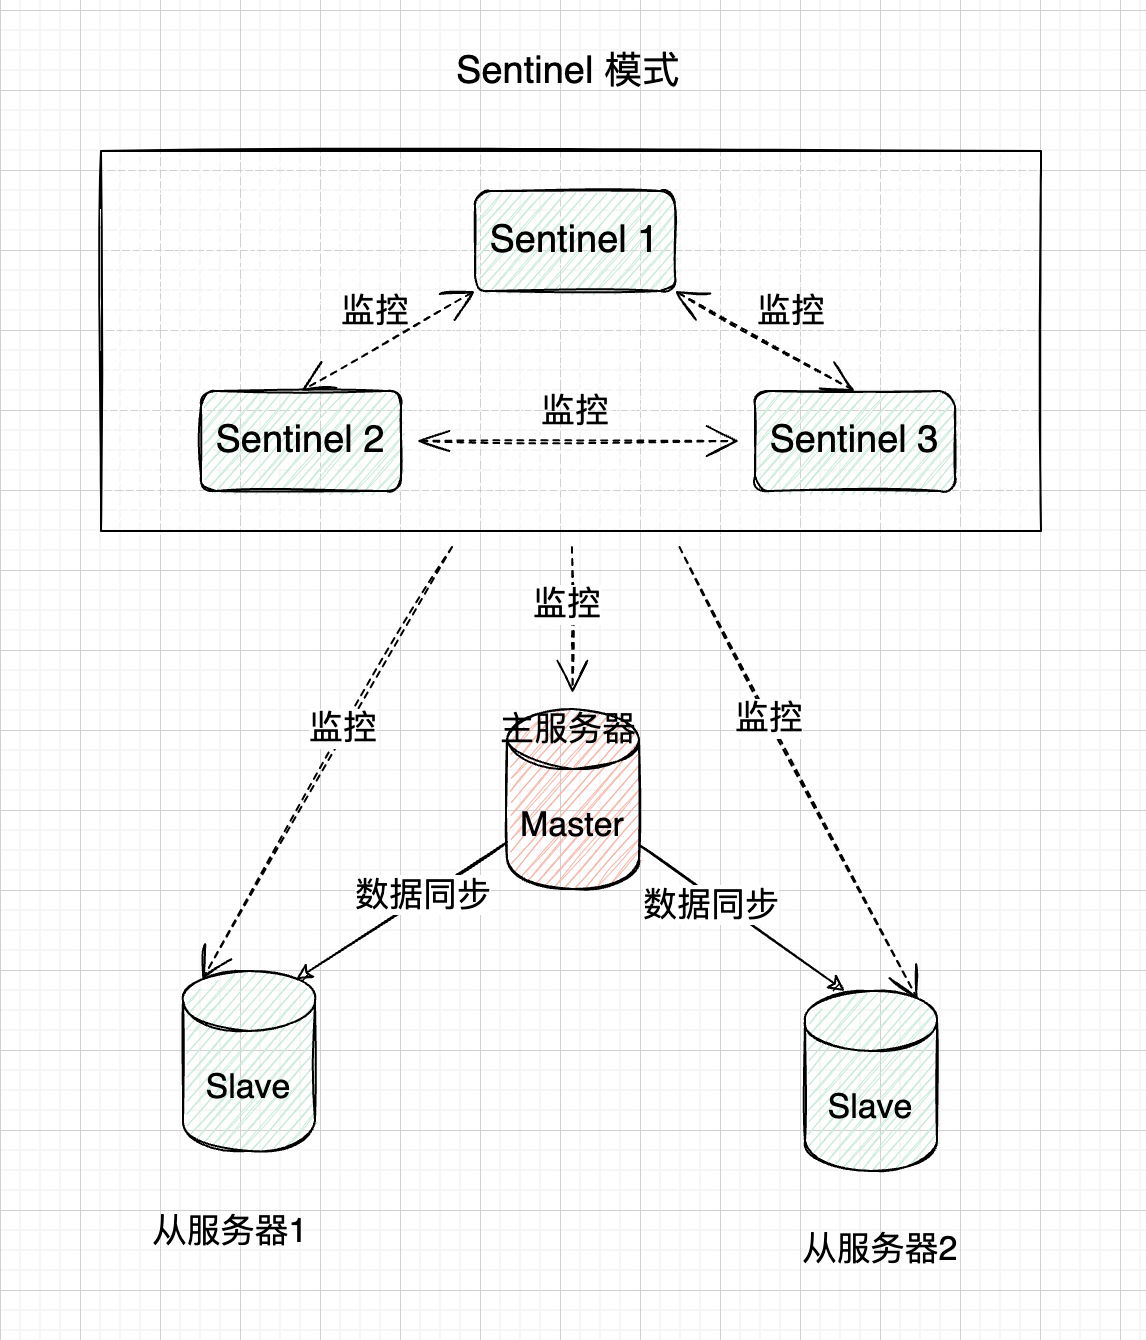 Sentinel 模式
Sentinel 1
监控
监控
监控
Sentinel 2
Sentinel 3
监控
监控
监控
主服务器
Master
数据同步
数据同步
Slave
Slave
从服务器1
从服务器2